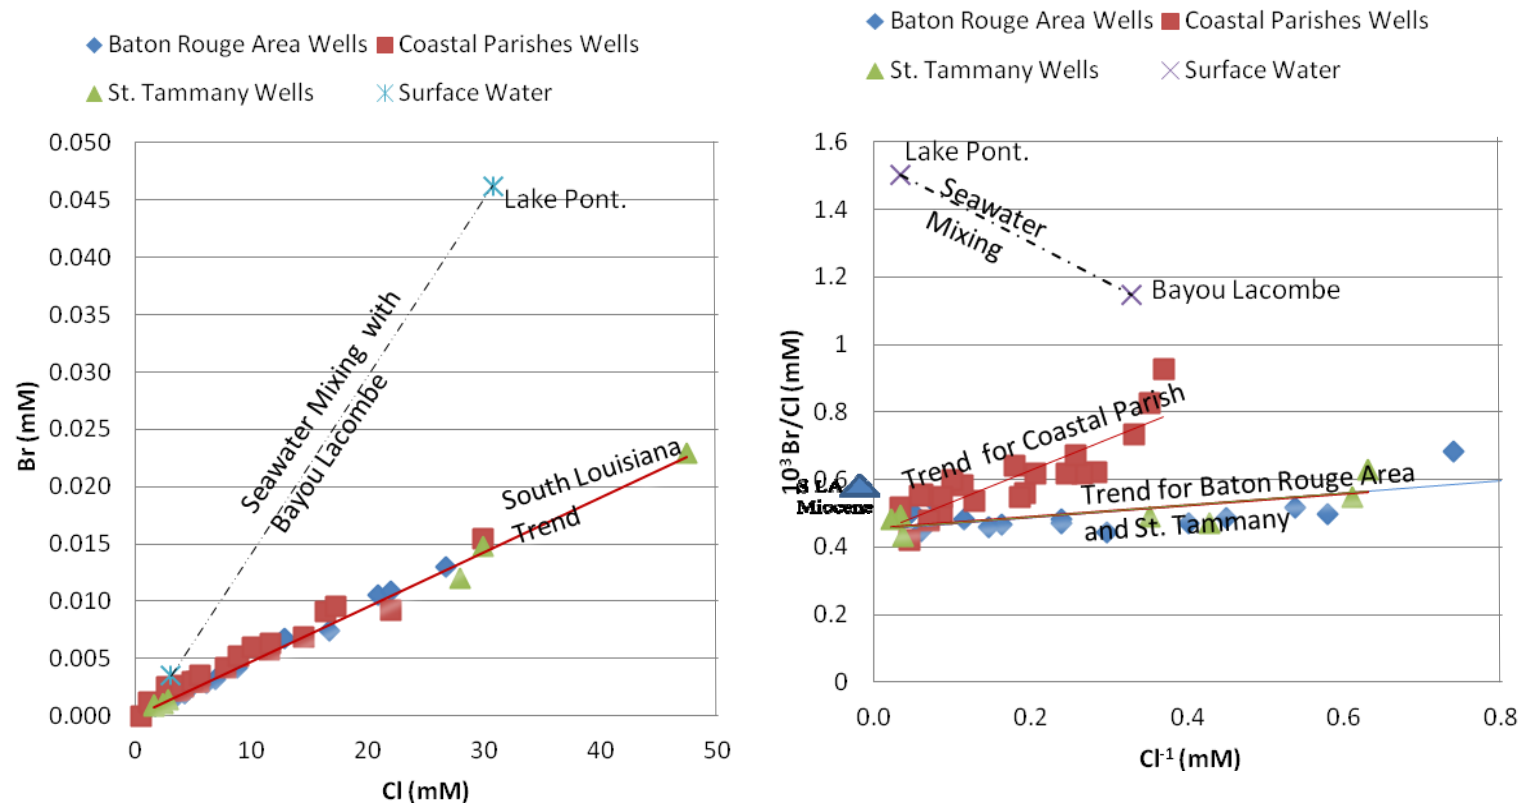 Baton Rouge Area Wells
Coastal Parishes Wells
St. Tammany Wells
Surface Water
0.050
0.045
0.040
0.035
0.030
0.025
0.020
0.015
0.010
0.005
0.000
Br (mM)
Lake Pont.
Seawater Mixing with
Bayou Lacombe
South Louisiana
Trend
0
10
20
30
40
50
Cl (mM)
Baton Rouge Area Wells
Coastal Parishes Wells
St. Tammany Wells
Surface Water
1.6
1.4
1.2
1
0.8
0.6
0.4
0.2
0
10³ Br/Cl (mM)
S LA
Miocene
Lake Pont.
Seawater
Mixing
Bayou Lacombe
Trend for Coastal Parish
Trend for Baton Rouge Area
and St. Tammany
0.0
0.2
0.4
0.6
0.8
Cl⁻¹ (mM)